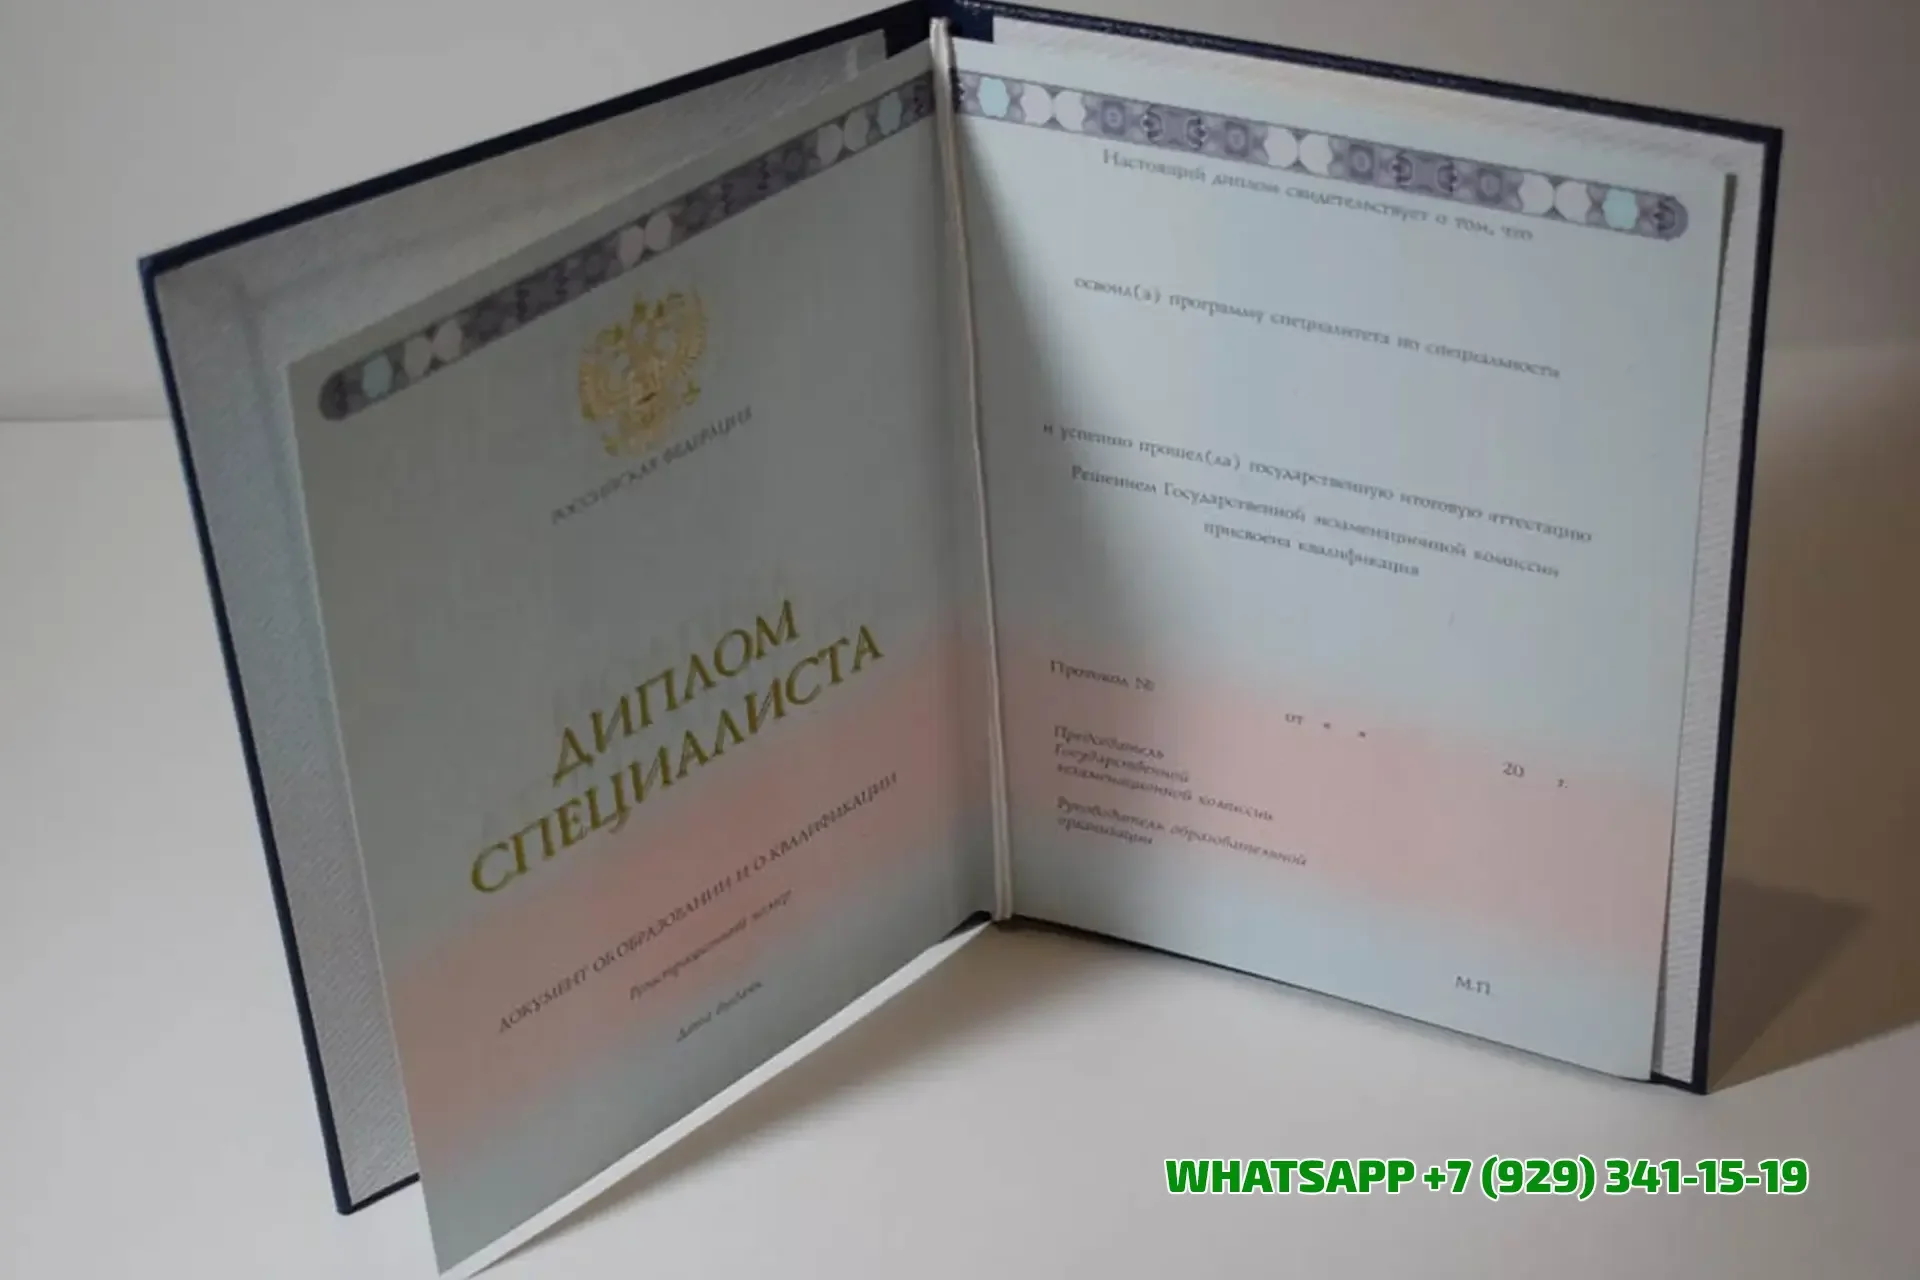 РОССИЙСКАЯ ФЕДЕРАЦИЯ
ДИПЛОМ
СПЕЦИАЛИСТА
ДОКУМЕНТ ОБ ОБРАЗОВАНИИ И О КВАЛИФИКАЦИИ
Регистрационный номер
Дата выдачи
Настоящий диплом свидетельствует о том, что
освоил(а) программу специалитета по специальности
и успешно прошел(ла) государственную итоговую аттестацию
Решением Государственной экзаменационной комиссии
присвоена квалификация
Протокол №
от « »
20 г.
Председатель
Государственной
экзаменационной комиссии
Руководитель образовательной
организации
М.П.
WHATSAPP +7 (929) 341-15-19